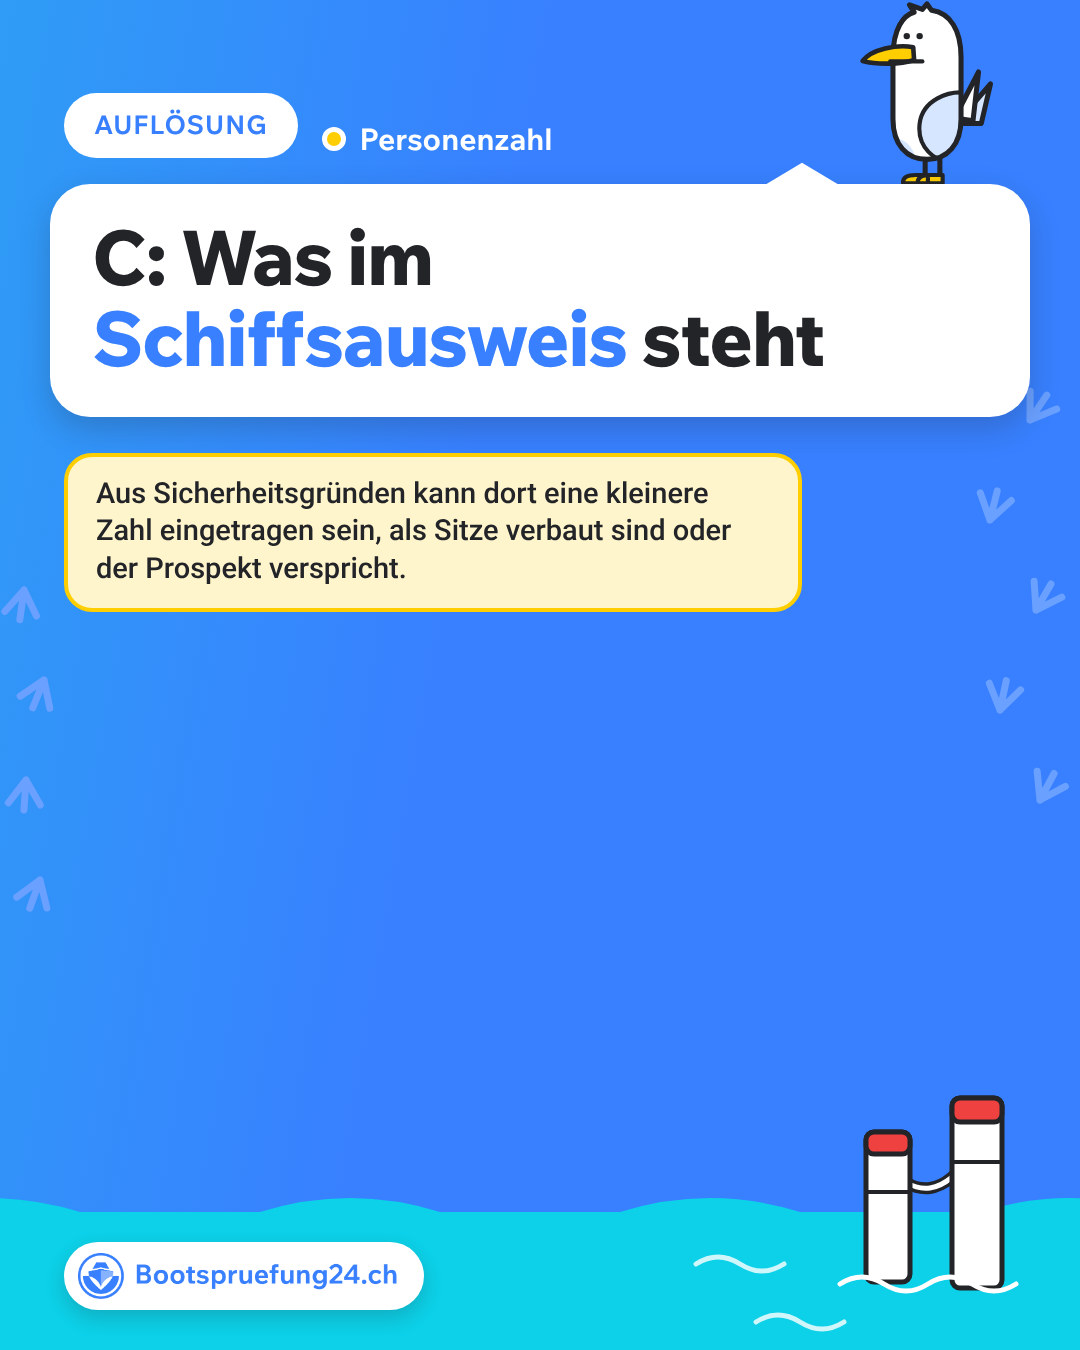 AUFLÖSUNG
Personenzahl
C: Was im
Schiffsausweis steht
Aus Sicherheitsgründen kann dort eine kleinere
Zahl eingetragen sein, als Sitze verbaut sind oder
der Prospekt verspricht.
Bootspruefung24.ch